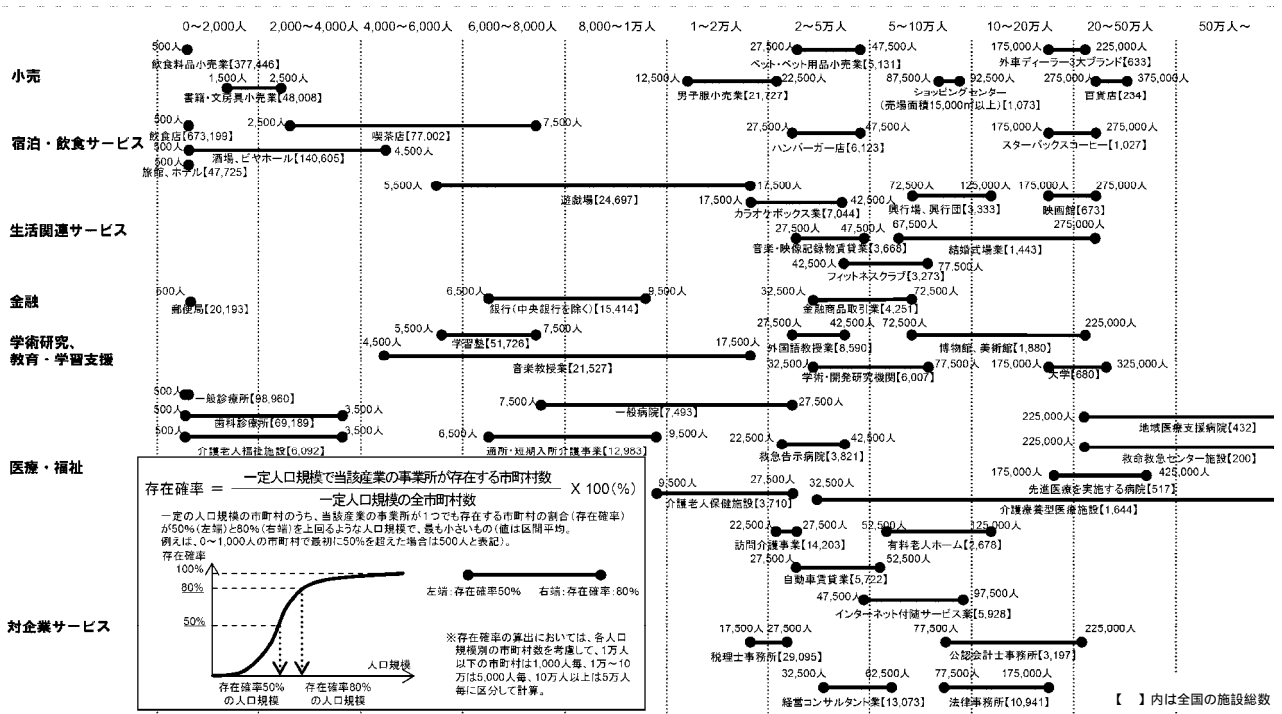 0～2,000人 2,000～4,000人 4,000～6,000人 6,000～8,000人 8,000～1万人 1～2万人 2～5万人 5～10万人 10～20万人 20～50万人 50万人～
小売
500人
飲食料品小売業【377,446】
1,500人 2,500人
書籍・文房具小売業【48,008】
12,500人 22,500人
男子服小売業【21,727】
27,500人 47,500人
ペット・ペット用品小売業【5,131】
87,500人 92,500人
ショッピングセンター
(売場面積15,000㎡以上)【1,073】
175,000人 225,000人
外車ディーラー3大ブランド【633】
275,000人 375,000人
百貨店【234】
宿泊・飲食サービス
500人
飲食店【673,199】
2,500人 7,500人
喫茶店【77,002】
500人 4,500人
酒場、ビヤホール【140,605】
500人
旅館、ホテル【47,725】
27,500人 47,500人
ハンバーガー店【6,123】
175,000人 275,000人
スターバックスコーヒー【1,027】
生活関連サービス
5,500人 17,500人
遊戯場【24,697】
17,500人 42,500人
カラオケボックス業【7,044】
72,500人 125,000人
興行場、興行団【3,333】
175,000人 275,000人
映画館【673】
27,500人 47,500人
音楽・映像記録物賃貸業【3,668】
67,500人 275,000人
結婚式場業【1,443】
42,500人 77,500人
フィットネスクラブ【3,273】
金融
500人
郵便局【20,193】
6,500人 8,500人
銀行(中央銀行を除く)【15,414】
32,500人 72,500人
金融商品取引業【4,251】
学術研究、
教育・学習支援
5,500人 7,500人
学習塾【51,726】
4,500人 17,500人
音楽教授業【21,527】
27,500人 42,500人
外国語教授業【8,590】
72,500人 225,000人
博物館、美術館【1,880】
32,500人 77,500人
学術・開発研究機関【6,007】
175,000人 325,000人
大学【680】
医療・福祉
500人
一般診療所【98,960】
500人 3,500人
歯科診療所【69,189】
500人 3,500人
介護老人福祉施設【6,092】
7,500人 27,500人
一般病院【7,493】
6,500人 9,500人
通所・短期入所介護事業【12,983】
22,500人 42,500人
救急告示病院【3,821】
225,000人
地域医療支援病院【432】
225,000人
救命救急センター施設【200】
175,000人 425,000人
先進医療を実施する病院【517】
9,500人 27,500人
介護老人保健施設【3,710】
32,500人
介護療養型医療施設【1,644】
22,500人 27,500人
訪問介護事業【14,203】
52,500人 125,000人
有料老人ホーム【2,678】
対企業サービス
27,500人 52,500人
自動車賃貸業【5,722】
47,500人 97,500人
インターネット付随サービス業【5,928】
17,500人 27,500人
税理士事務所【29,095】
77,500人 225,000人
公認会計士事務所【3,197】
32,500人 62,500人
経営コンサルタント業【13,073】
77,500人 175,000人
法律事務所【10,941】
存在確率 = 一定人口規模で当該産業の事業所が存在する市町村数
一定人口規模の全市町村数
X 100(%)
一定の人口規模の市町村のうち、当該産業の事業所が1つでも存在する市町村の割合(存在確率)
が50%(左端)と80%(右端)を上回るような人口規模で、最も小さいもの(値は区間平均。
例えは、0～1,000人の市町村で最初に50%を超えた場合は500人と表記)。
存在確率
100%
80%
50%
人口規模
存在確率50%
の人口規模
存在確率80%
の人口規模
左端:存在確率50% 右端:存在確率:80%
※存在確率の算出においては、各人口
規模別の市町村数を考慮して、1万人
以下の市町村は1,000人毎、1万～10
万は5,000人毎、10万人以上は5万人
毎に区分して計算。
【 】内は全国の施設総数